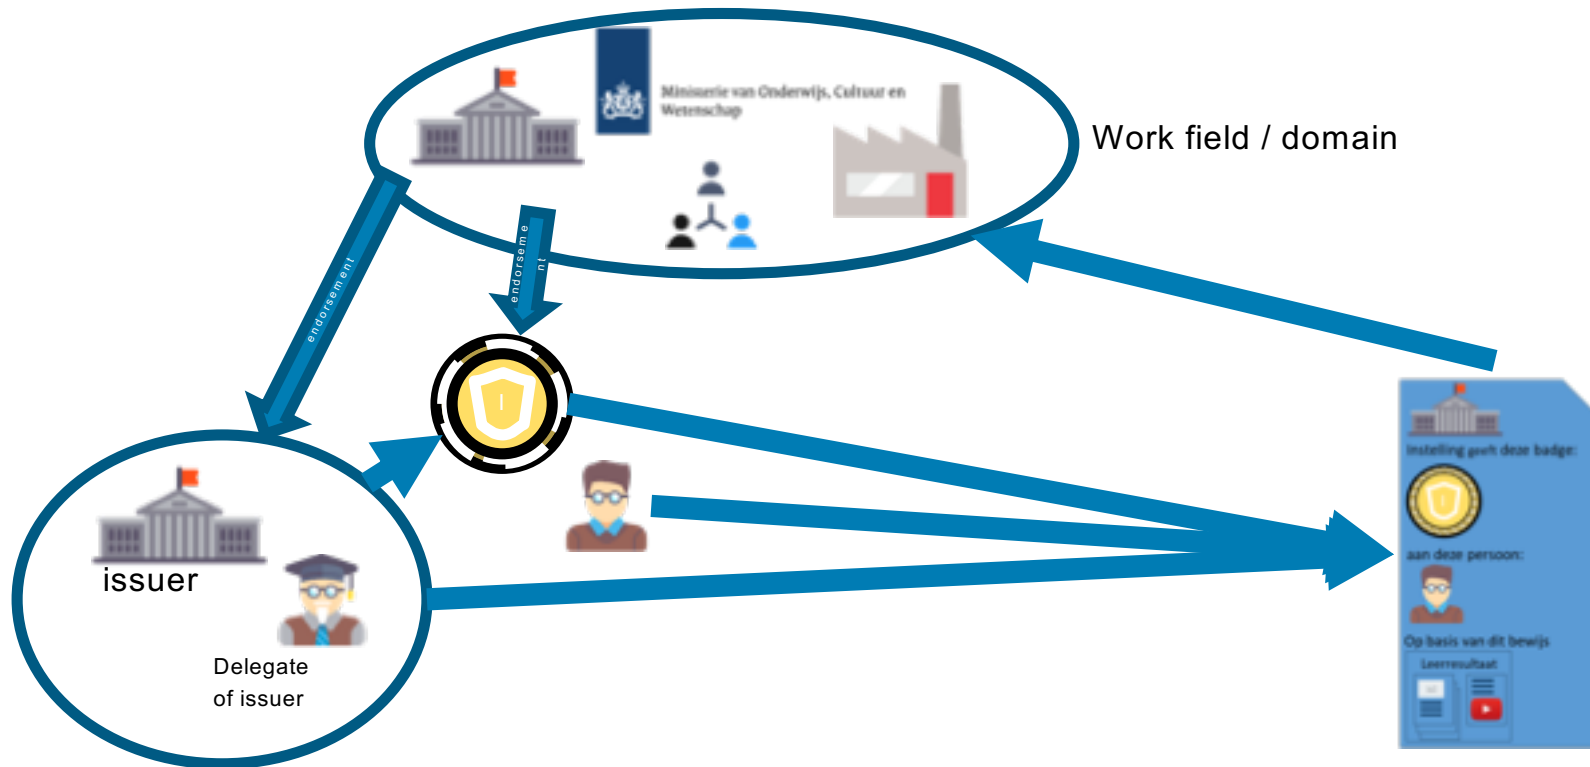 Ministerie van Onderwijs, Cultuur en
Wetenschap
Work field / domain
endorsement
endorseme
nt
issuer
Delegate
of issuer
Instelling geeft deze badge:
aan deze persoon:
Op basis van dit bewijs
Leerresultaat